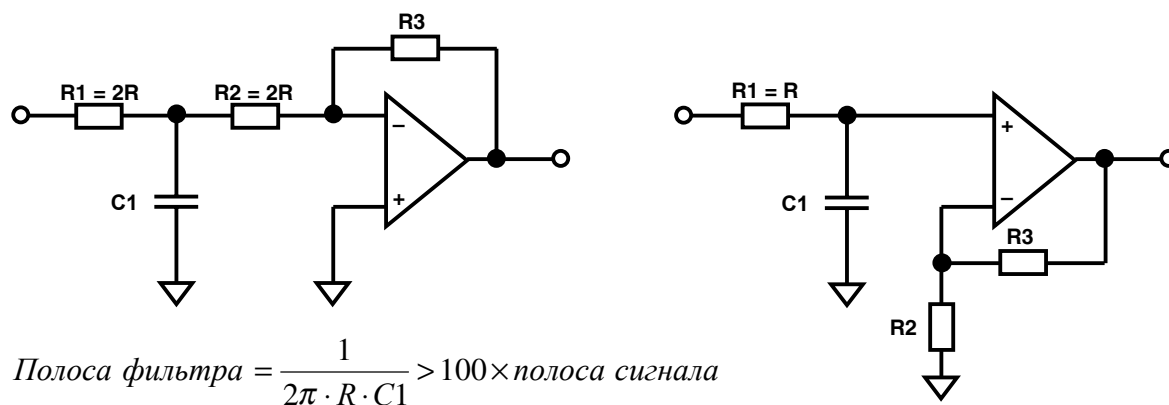 R3
R1 = 2R
R2 = 2R
−
+
C1
R1 = R
+
−
C1
R3
R2
Полоса фильтра = 1 / (2π · R · C1) > 100 × полоса сигнала